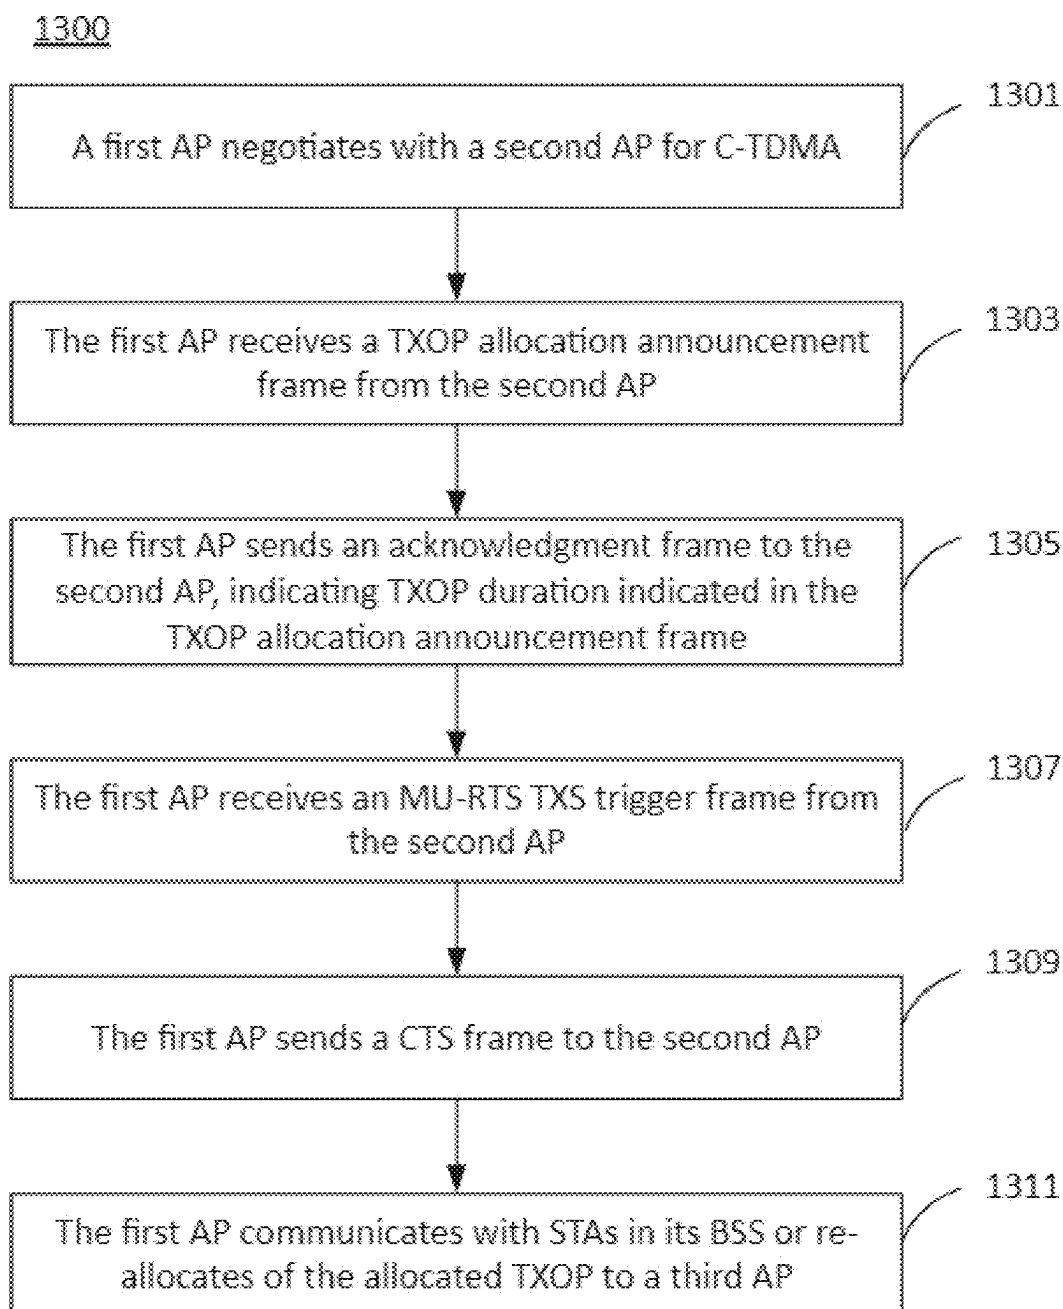 1300
A first AP negotiates with a second AP for C-TDMA
1301
The first AP receives a TXOP allocation announcement
frame from the second AP
1303
The first AP sends an acknowledgment frame to the
second AP, indicating TXOP duration indicated in the
TXOP allocation announcement frame
1305
The first AP receives an MU-RTS TXS trigger frame from
the second AP
1307
The first AP sends a CTS frame to the second AP
1309
The first AP communicates with STAs in its BSS or re-
allocates of the allocated TXOP to a third AP
1311